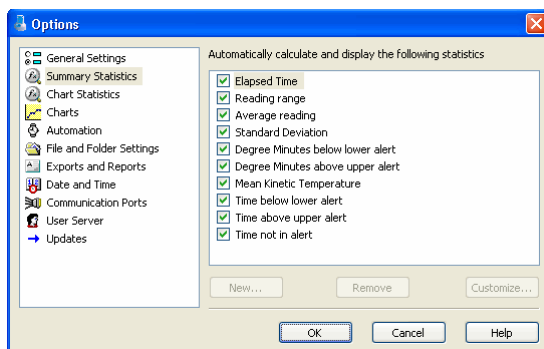 Options
General Settings
Summary Statistics
Chart Statistics
Charts
Automation
File and Folder Settings
Exports and Reports
Date and Time
Communication Ports
User Server
Updates
Automatically calculate and display the following statistics
Elapsed Time
Reading range
Average reading
Standard Deviation
Degree Minutes below lower alert
Degree Minutes above upper alert
Mean Kinetic Temperature
Time below lower alert
Time above upper alert
Time not in alert
New... Remove Customize...
OK Cancel Help